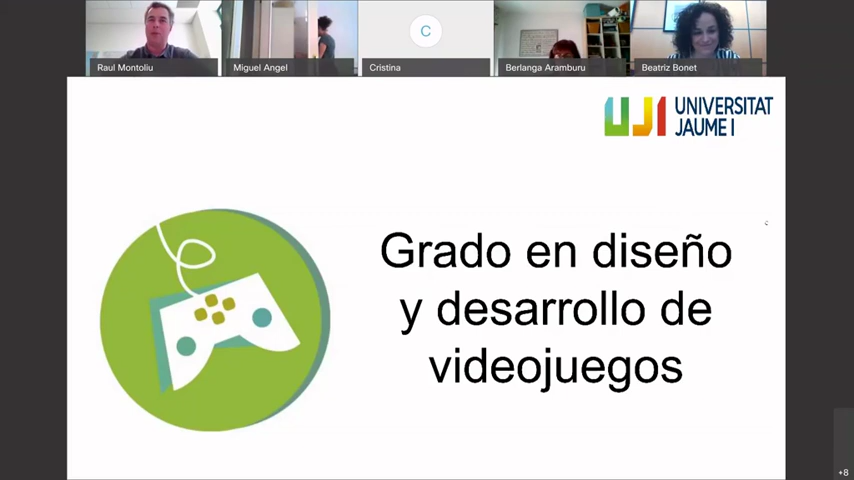 C
Raul Montoliu
Miguel Angel
Cristina
Berlanga Aramburu
Beatriz Bonet
UJI UNIVERSITAT
JAUME I
Grado en diseño
y desarrollo de
videojuegos
+8